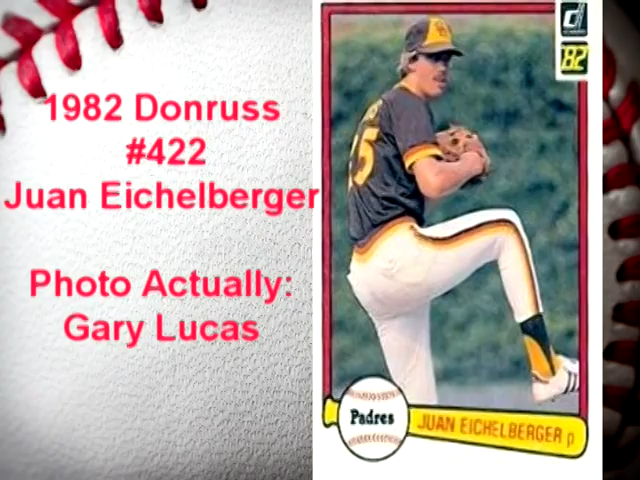 1982 Donruss
#422
Juan Eichelberger
Photo Actually:
Gary Lucas
d
82
Padres
JUAN EICHELBERGER p